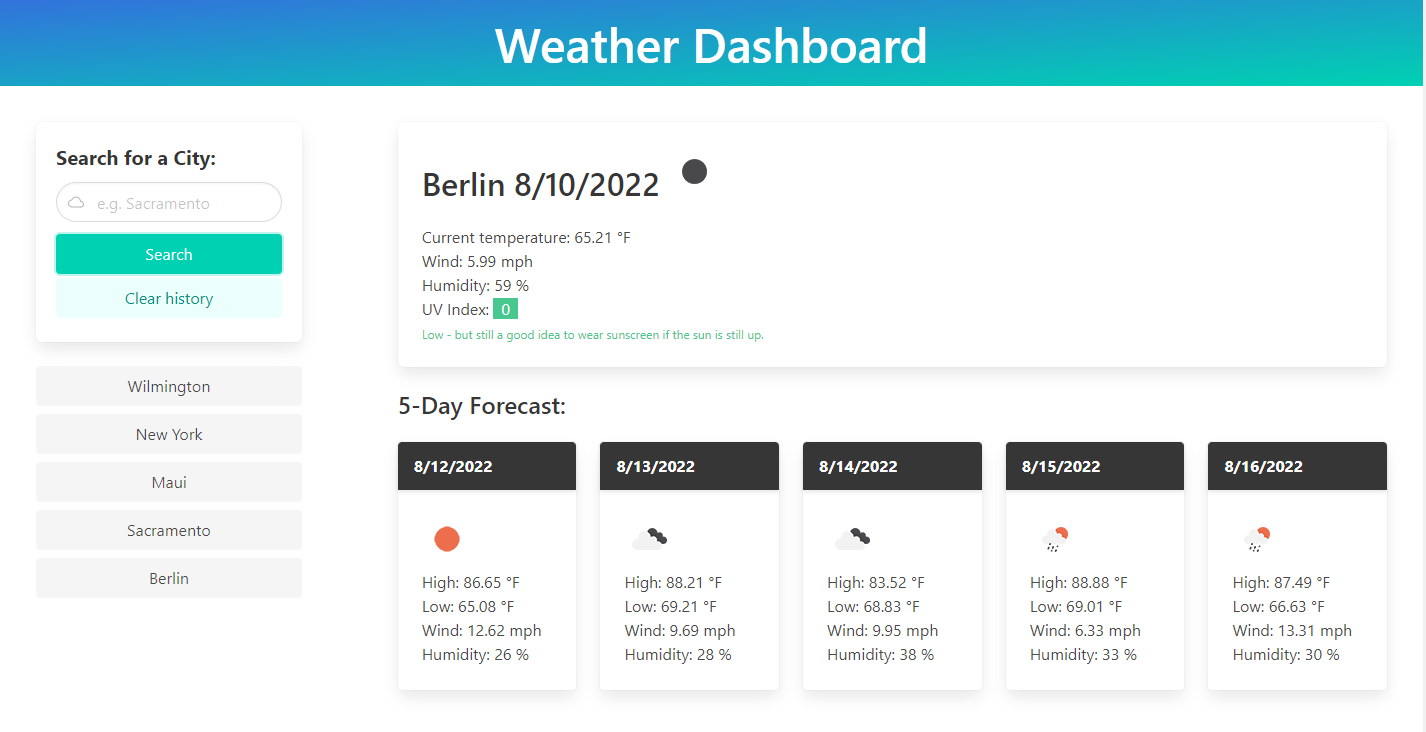 Weather Dashboard
Search for a City:
e.g. Sacramento
Search
Clear history
Wilmington
New York
Maui
Sacramento
Berlin
Berlin 8/10/2022
Current temperature: 65.21 °F
Wind: 5.99 mph
Humidity: 59 %
UV Index: 0
Low - but still a good idea to wear sunscreen if the sun is still up.
5-Day Forecast:
8/12/2022
High: 86.65 °F
Low: 65.08 °F
Wind: 12.62 mph
Humidity: 26 %
8/13/2022
High: 88.21 °F
Low: 69.21 °F
Wind: 9.69 mph
Humidity: 28 %
8/14/2022
High: 83.52 °F
Low: 68.83 °F
Wind: 9.95 mph
Humidity: 38 %
8/15/2022
High: 88.88 °F
Low: 69.01 °F
Wind: 6.33 mph
Humidity: 33 %
8/16/2022
High: 87.49 °F
Low: 66.63 °F
Wind: 13.31 mph
Humidity: 30 %